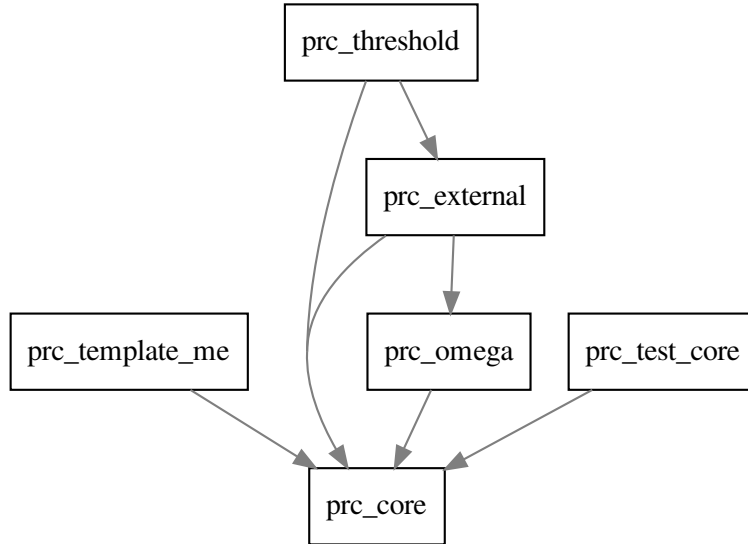 prc_threshold
prc_external
prc_template_me
prc_omega
prc_test_core
prc_core